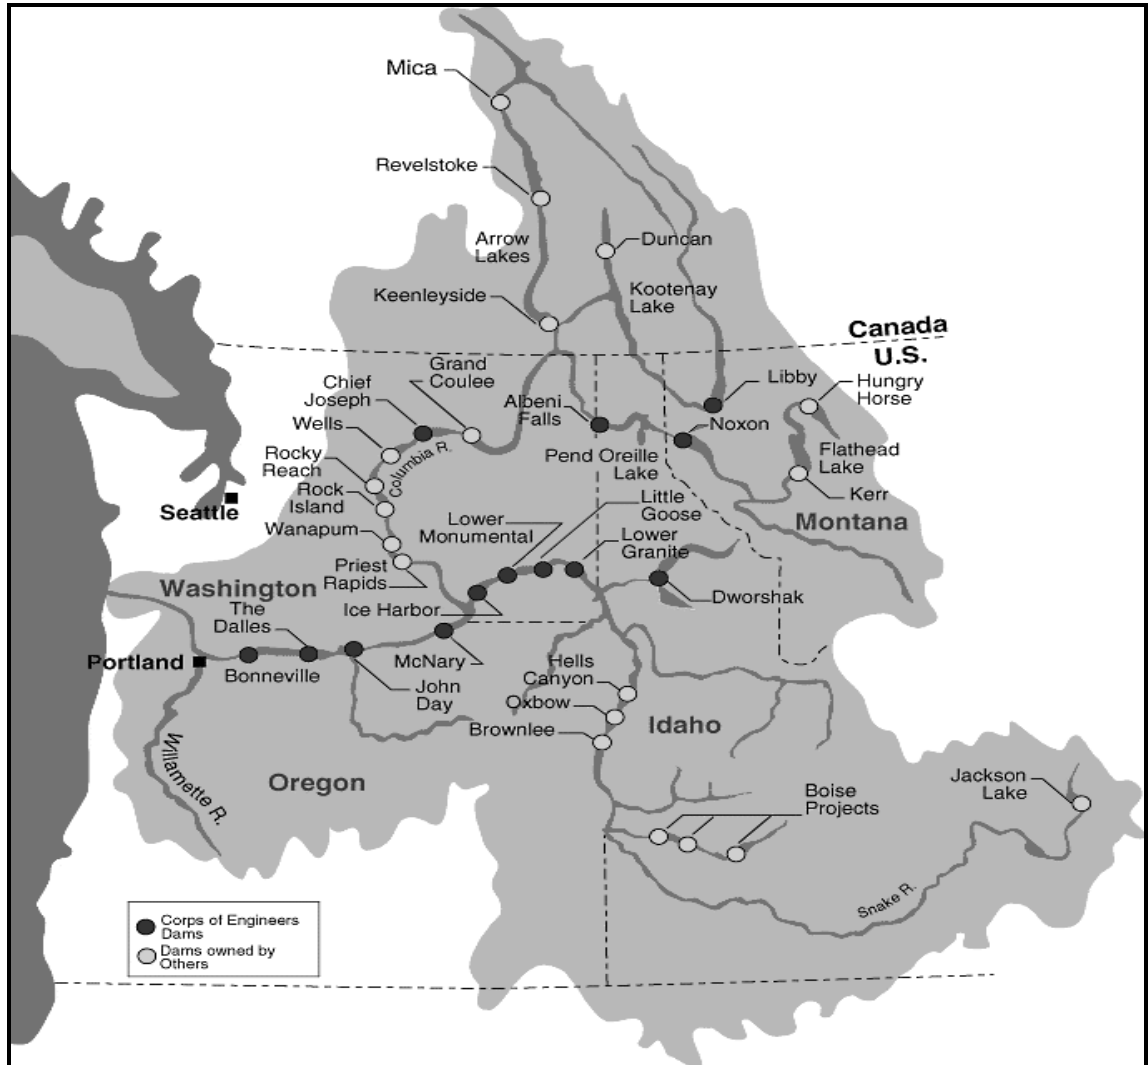 Mica
Revelstoke
Arrow
Lakes
Duncan
Kootenay
Lake
Keenleyside
Canada
U.S.
Grand
Coulee
Chief
Joseph
Wells
Rocky
Reach
Rock
Island
Wanapum
Priest
Rapids
Columbia R.
Albeni
Falls
Pend Oreille
Lake
Libby
Noxon
Hungry
Horse
Flathead
Lake
Kerr
Montana
Seattle
Washington
Lower
Monumental
Little
Goose
Lower
Granite
Dworshak
Ice Harbor
The
Dalles
Portland
Bonneville
McNary
John
Day
Hells
Canyon
Oxbow
Brownlee
Idaho
Willamette R.
Oregon
Boise
Projects
Jackson
Lake
Snake R.
Corps of Engineers
Dams
Dams owned by
Others